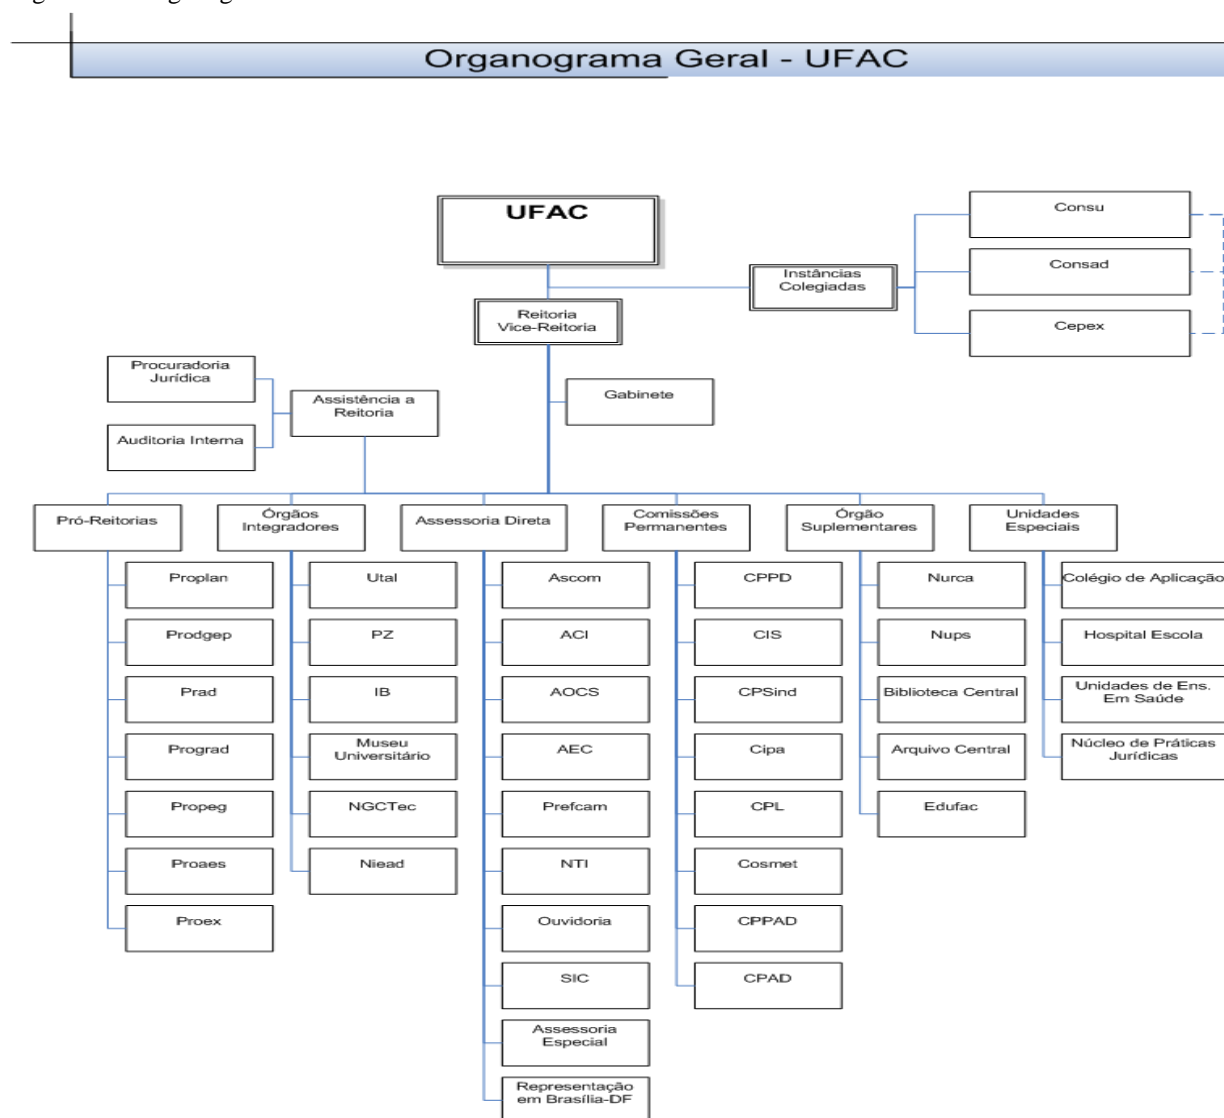 Organograma Geral - UFAC
UFAC
Consu
Instâncias
Colegiadas
Consad
Cepex
Reitoria
Vice-Reitoria
Procuradoria
Jurídica
Assistência a
Reitoria
Auditoria Interna
Gabinete
Pró-Reitorias
Proplan
Prodgep
Prad
Prograd
Propeg
Proaes
Proex
Órgãos
Integradores
Utal
PZ
IB
Museu
Universitário
NGCTec
Niead
Assessoria Direta
Ascom
ACI
AOCS
AEC
Prefcam
NTI
Ouvidoria
SIC
Assessoria
Especial
Representação
em Brasília-DF
Comissões
Permanentes
CPPD
CIS
CPSind
Cipa
CPL
Cosmet
CPPAD
CPAD
Órgão
Suplementares
Nurca
Nups
Biblioteca Central
Arquivo Central
Edufac
Unidades
Especiais
Colégio de Aplicação
Hospital Escola
Unidades de Ens.
Em Saúde
Núcleo de Práticas
Jurídicas